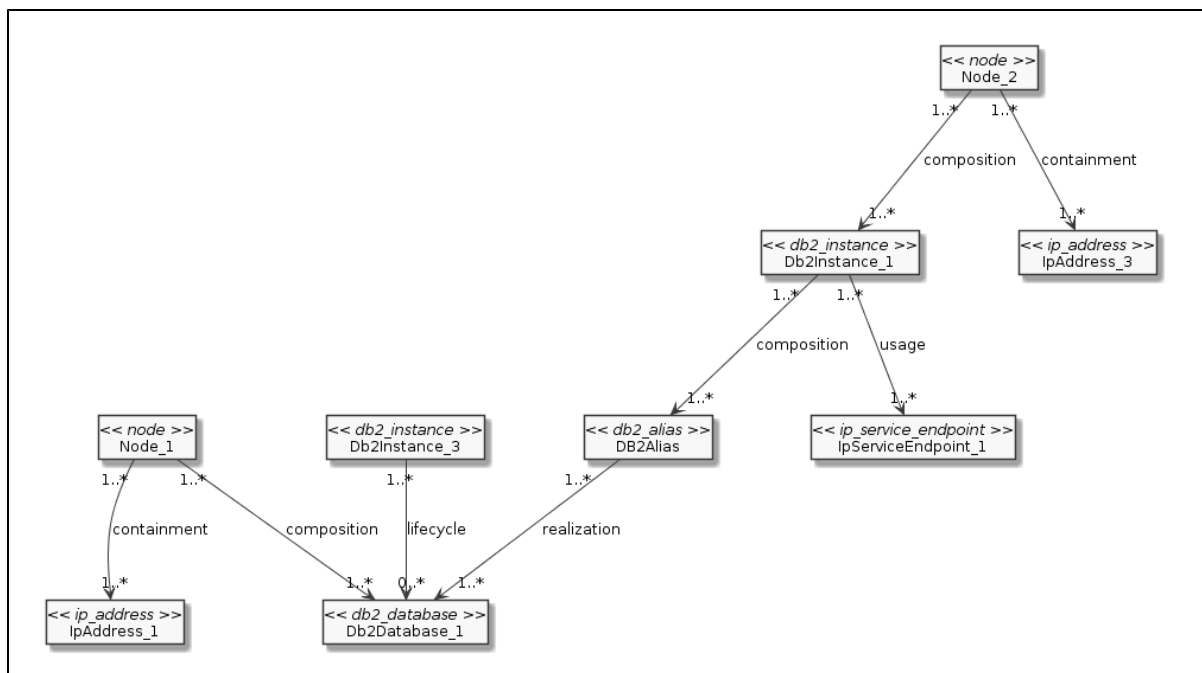 << node >>
Node_2
1..* 1..*
composition containment
1..* 1..*
<< db2_instance >> << ip_address >>
Db2Instance_1 IpAddress_3
1..* 1..*
composition usage
1..* 1..*
<< node >> << db2_instance >> << db2_alias >> << ip_service_endpoint >>
Node_1 Db2Instance_3 DB2Alias IpServiceEndpoint_1
1..* 1..* 1..* 1..*
containment composition lifecycle realization
1..* 1..* 0..* 1..*
<< ip_address >> << db2_database >>
IpAddress_1 Db2Database_1